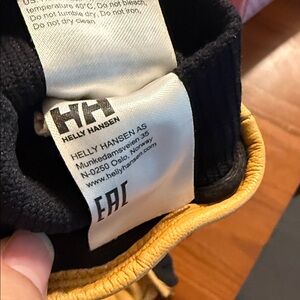 temperature 40°C, Do not bleach,
Do not tumble dry, Do not iron,
Do not dry clean
HH
HELLY HANSEN
HELLY HANSEN AS
Munkedamsveien 35
N-0250 Oslo, Norway
www.hellyhansen.com
EAC